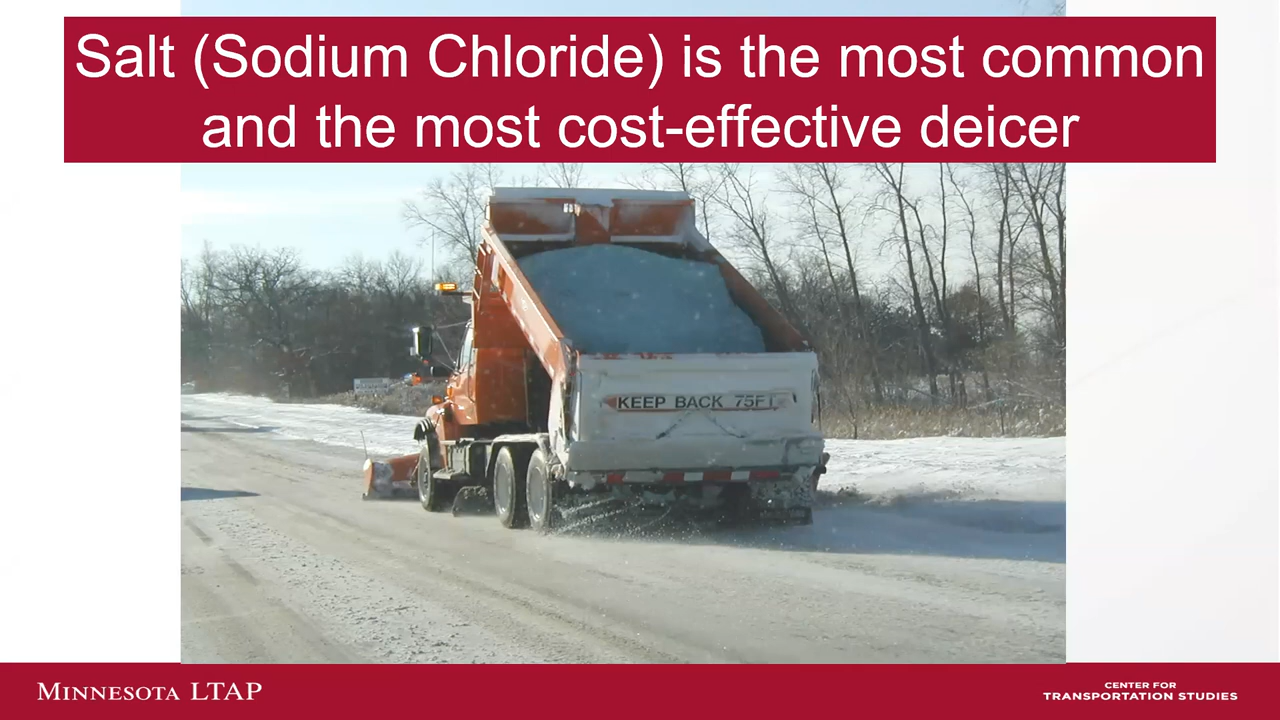 Salt (Sodium Chloride) is the most common
and the most cost-effective deicer
KEEP BACK 75FT
MINNESOTA LTAP
CENTER FOR
TRANSPORTATION STUDIES